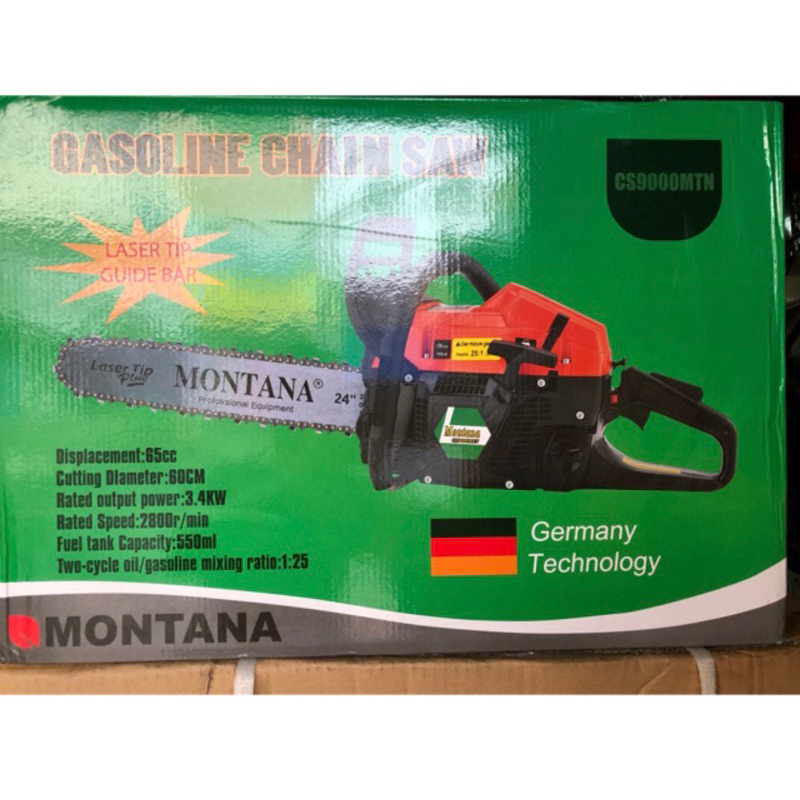 GASOLINE CHAIN SAW
CS9000MTN
LASER TIP
GUIDE BAR
Laser Tip
Plus
MONTANA®
Professional Equipment
24"
25:1
Montana
Displacement:65cc
Cutting Diameter:60CM
Rated output power:3.4KW
Rated Speed:2800r/min
Fuel tank Capacity:550ml
Two-cycle oil/gasoline mixing ratio:1:25
Germany
Technology
MONTANA